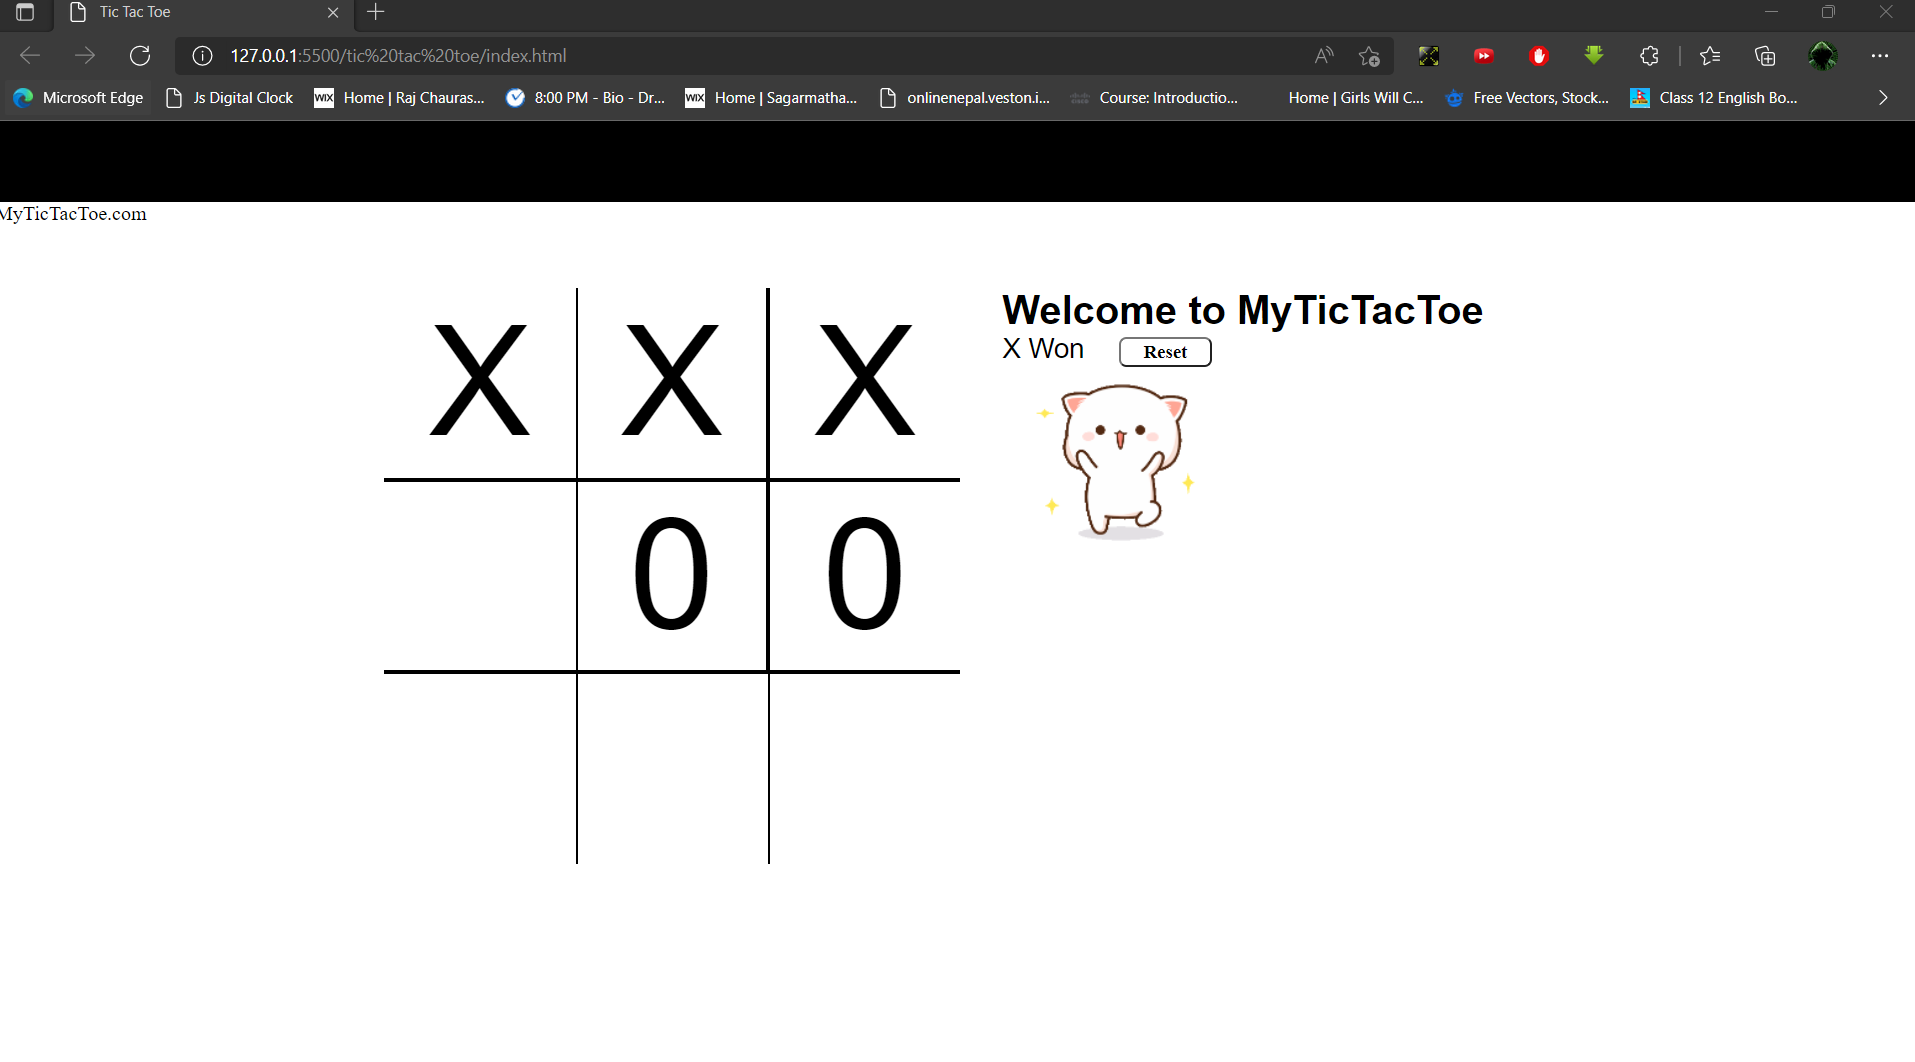 Tic Tac Toe
127.0.0.1:5500/tic%20tac%20toe/index.html
Microsoft Edge Js Digital Clock WIX Home | Raj Chauras... 8:00 PM - Bio - Dr... WIX Home | Sagarmatha... onlinenepal.veston.i... Course: Introductio... Home | Girls Will C... Free Vectors, Stock... Class 12 English Bo...
MyTicTacToe.com
Welcome to MyTicTacToe
X Won Reset
X X X
0 0